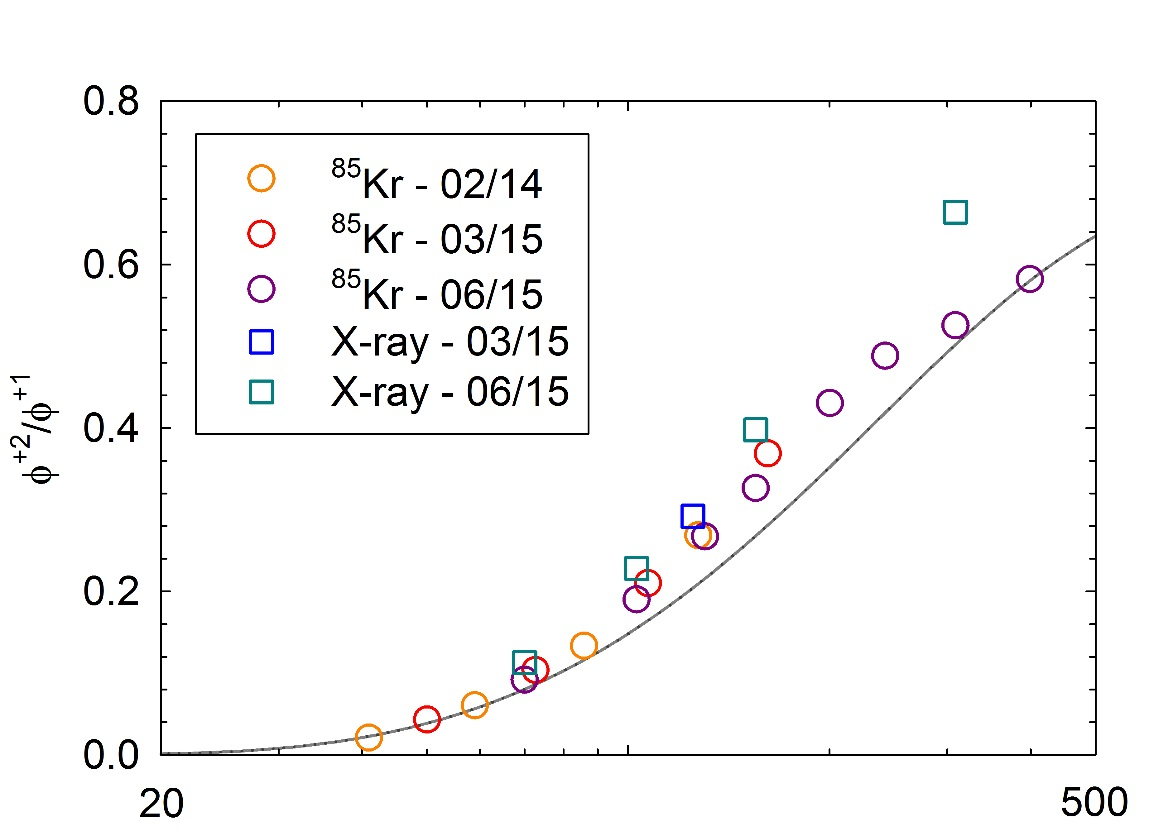 0.8
0.6
0.4
0.2
0.0
ϕ⁺²/ϕ⁺¹
⁸⁵Kr - 02/14
⁸⁵Kr - 03/15
⁸⁵Kr - 06/15
X-ray - 03/15
X-ray - 06/15
20
500